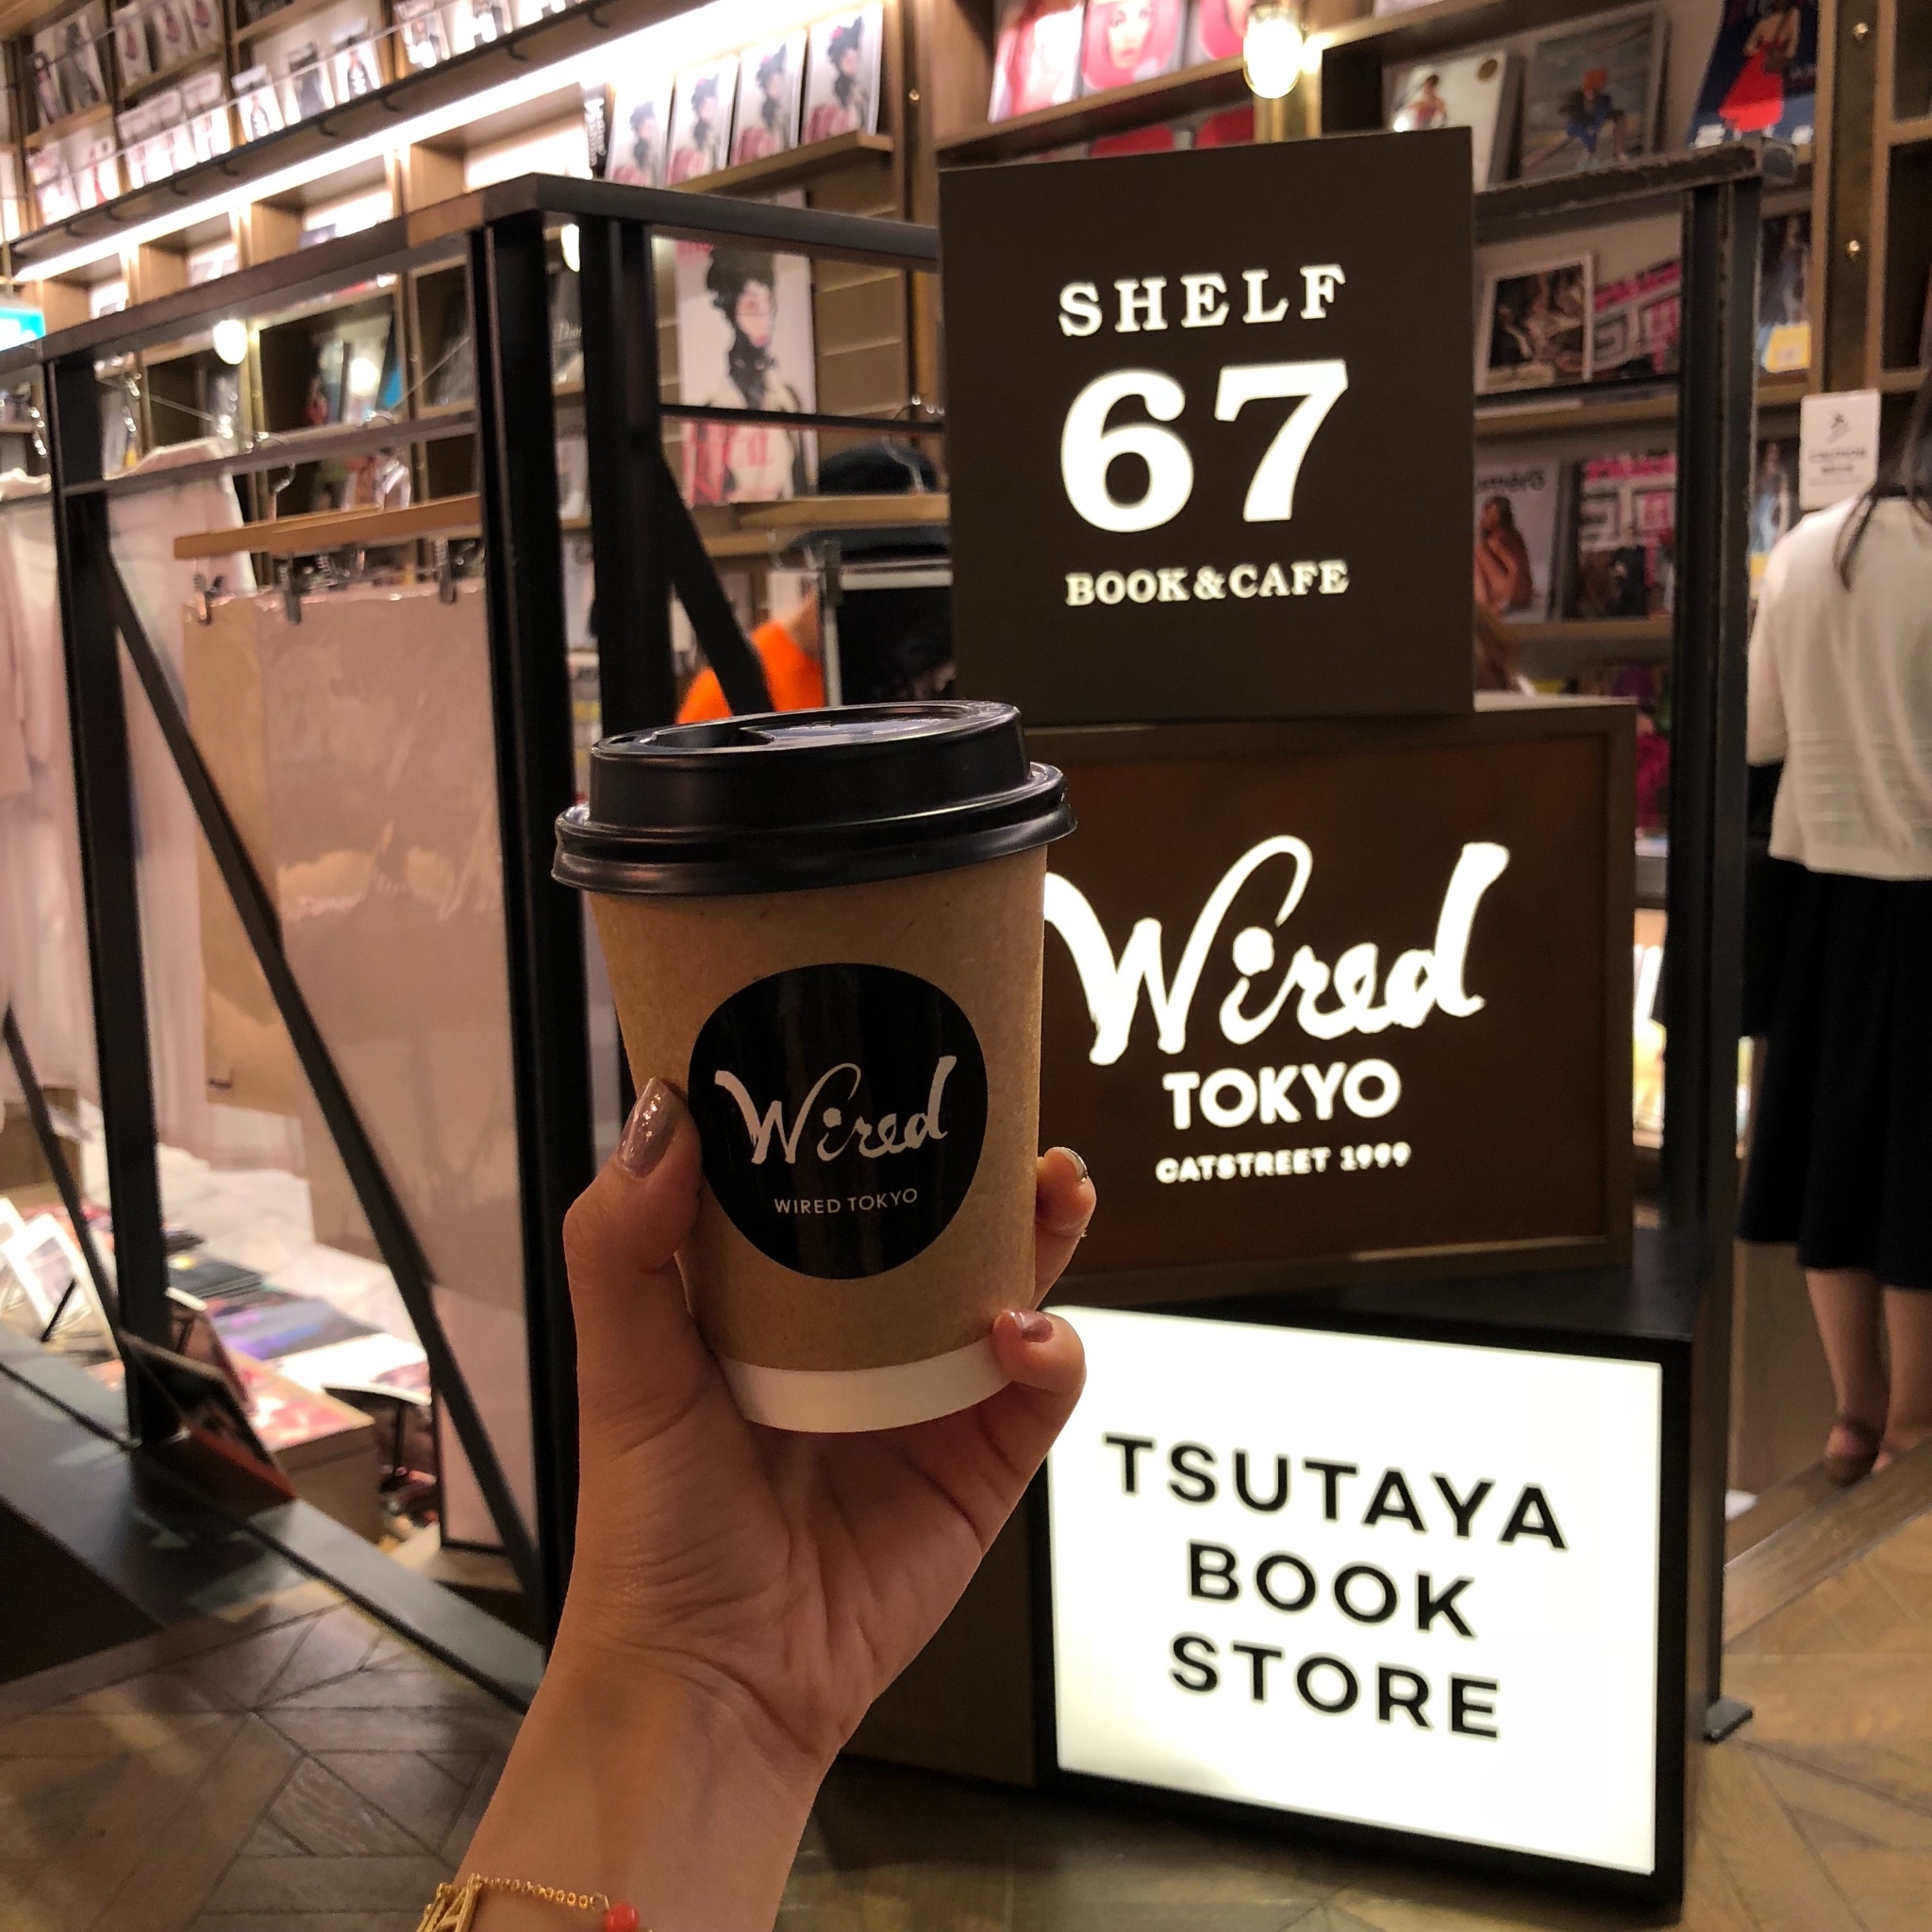 SHELF
67
BOOK&CAFE
Wired
TOKYO
CATSTREET 1999
Wired
WIRED TOKYO
TSUTAYA
BOOK
STORE